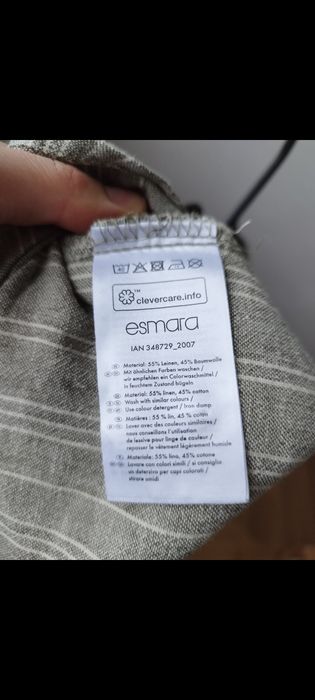 clevercare.info
esmara
IAN 348729_2007
Material: 55% Leinen, 45% Baumwolle
Mit ähnlichen Farben waschen /
wir empfehlen ein Colorwaschmittel /
in feuchtem Zustand bügeln
Material: 55% linen, 45% cotton
Wash with similar colours /
Use colour detergent / Iron damp
Matières : 55 % lin, 45 % coton
Laver avec des couleurs similaires /
nous conseillons l'utilisation
de lessive pour linge de couleur /
repasser le vêtement légèrement humide
Materiale: 55% lino, 45% cotone
Lavare con colori simili / si consiglia
un detersivo per capi colorati /
stirare umidi